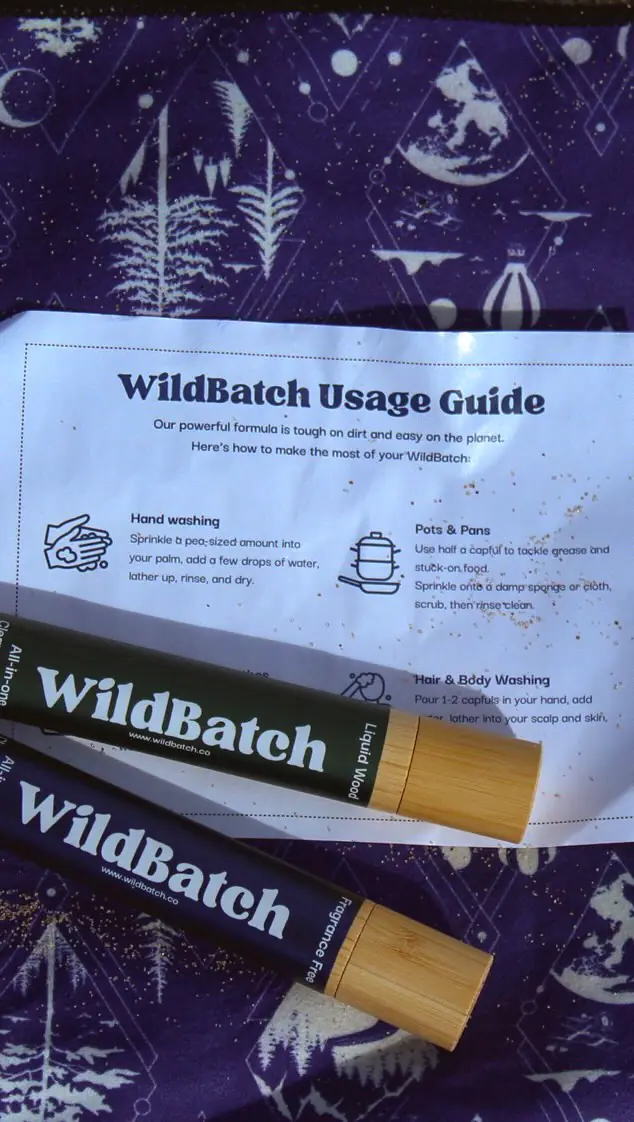 WildBatch Usage Guide
Our powerful formula is tough on dirt and easy on the planet.
Here's how to make the most of your WildBatch:
Hand washing
Sprinkle a pea-sized amount into
your palm, add a few drops of water,
lather up, rinse, and dry.
Pots & Pans
Use half a capful to tackle grease and
stuck-on food.
Sprinkle onto a damp sponge or cloth,
scrub, then rinse clean.
Hair & Body Washing
Pour 1-2 capfuls in your hand, add
lather into your scalp and skin,
All-in-one
WildBatch
www.wildbatch.co
Liquid Wood
WildBatch
www.wildbatch.co
Fragrance Free